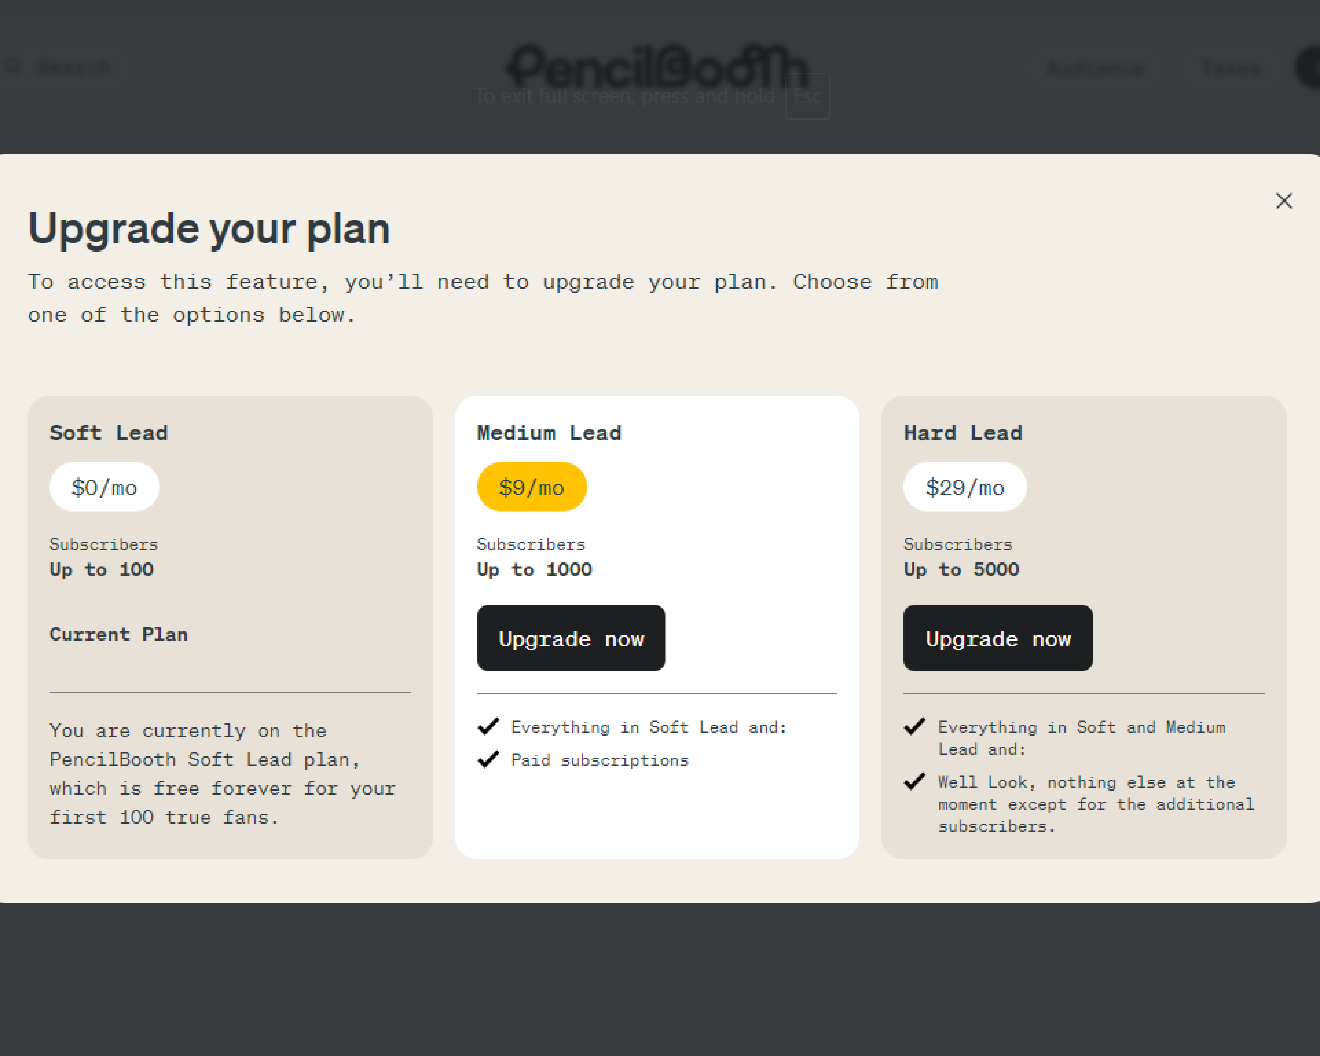 Search
PencilBooth
Audience
Takes
To exit full screen, press and hold Esc
Upgrade your plan
To access this feature, you’ll need to upgrade your plan. Choose from
one of the options below.
Soft Lead
$0/mo
Subscribers
Up to 100
Current Plan
You are currently on the
PencilBooth Soft Lead plan,
which is free forever for your
first 100 true fans.
Medium Lead
$9/mo
Subscribers
Up to 1000
Upgrade now
Everything in Soft Lead and:
Paid subscriptions
Hard Lead
$29/mo
Subscribers
Up to 5000
Upgrade now
Everything in Soft and Medium
Lead and:
Well Look, nothing else at the
moment except for the additional
subscribers.